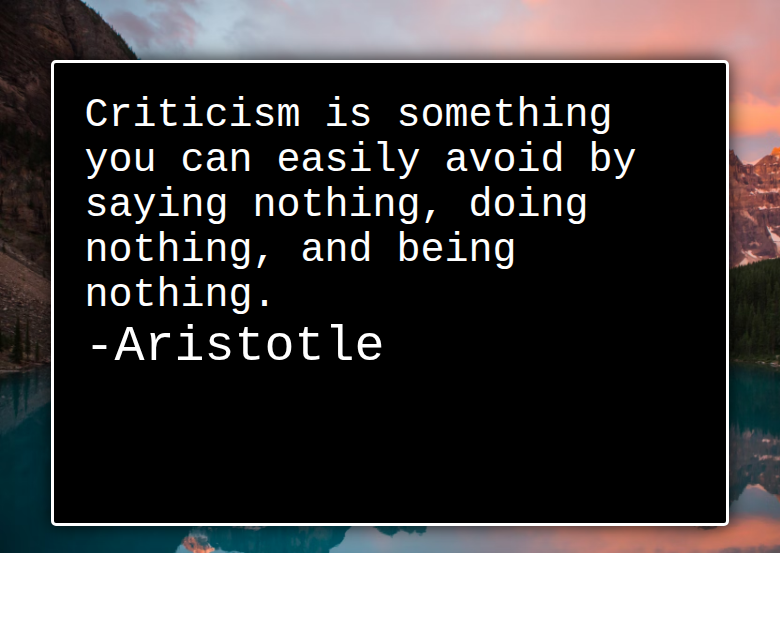 Criticism is something
you can easily avoid by
saying nothing, doing
nothing, and being
nothing.
-Aristotle